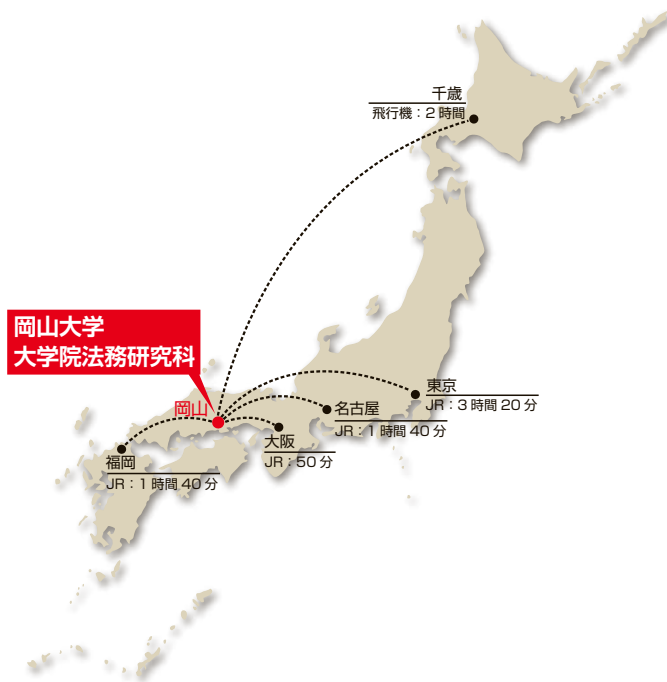 千歳
飛行機：2時間
岡山大学
大学院法務研究科
岡山
東京
JR：3時間20分
名古屋
JR：1時間40分
大阪
JR：50分
福岡
JR：1時間40分